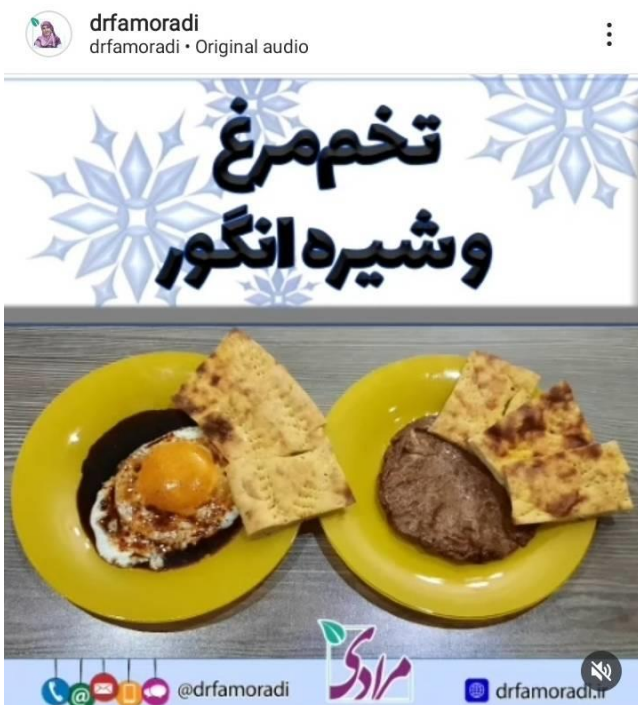 drfamoradi
drfamoradi • Original audio
تخم‌مرغ
و شیره انگور
@drfamoradi
مرادی
drfamoradi.ir